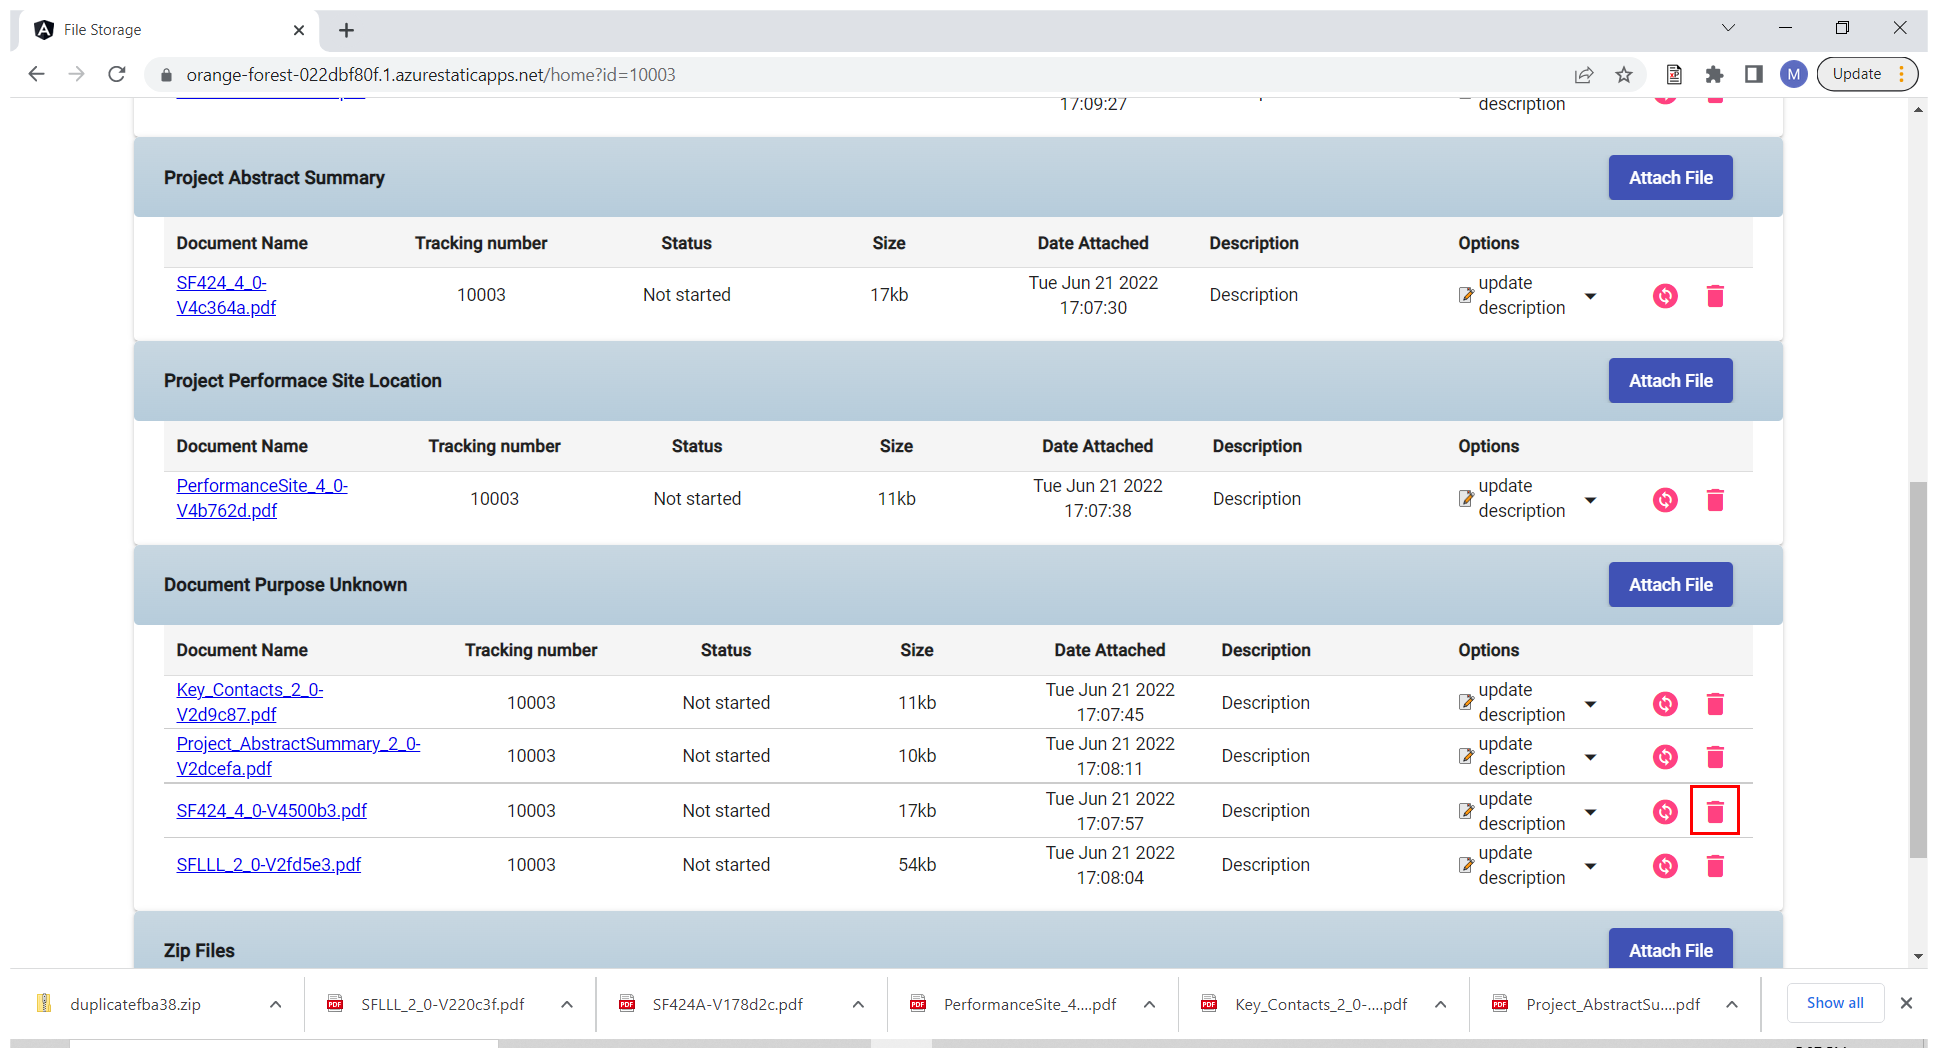 File Storage
orange-forest-022dbf80f.1.azurestaticapps.net/home?id=10003
M
Update
17:09:27
description
Project Abstract Summary
Attach File
Document Name Tracking number Status Size Date Attached Description Options
SF424_4_0-
V4c364a.pdf
10003
Not started
17kb
Tue Jun 21 2022
17:07:30
Description
update
description
Project Performace Site Location
Attach File
Document Name Tracking number Status Size Date Attached Description Options
PerformanceSite_4_0-
V4b762d.pdf
10003
Not started
11kb
Tue Jun 21 2022
17:07:38
Description
update
description
Document Purpose Unknown
Attach File
Document Name Tracking number Status Size Date Attached Description Options
Key_Contacts_2_0-
V2d9c87.pdf
10003
Not started
11kb
Tue Jun 21 2022
17:07:45
Description
update
description
Project_AbstractSummary_2_0-
V2dcefa.pdf
10003
Not started
10kb
Tue Jun 21 2022
17:08:11
Description
update
description
SF424_4_0-V4500b3.pdf
10003
Not started
17kb
Tue Jun 21 2022
17:07:57
Description
update
description
SFLLL_2_0-V2fd5e3.pdf
10003
Not started
54kb
Tue Jun 21 2022
17:08:04
Description
update
description
Zip Files
Attach File
duplicatefba38.zip
PDF
SFLLL_2_0-V220c3f.pdf
PDF
SF424A-V178d2c.pdf
PDF
PerformanceSite_4....pdf
PDF
Key_Contacts_2_0-....pdf
PDF
Project_AbstractSu....pdf
Show all